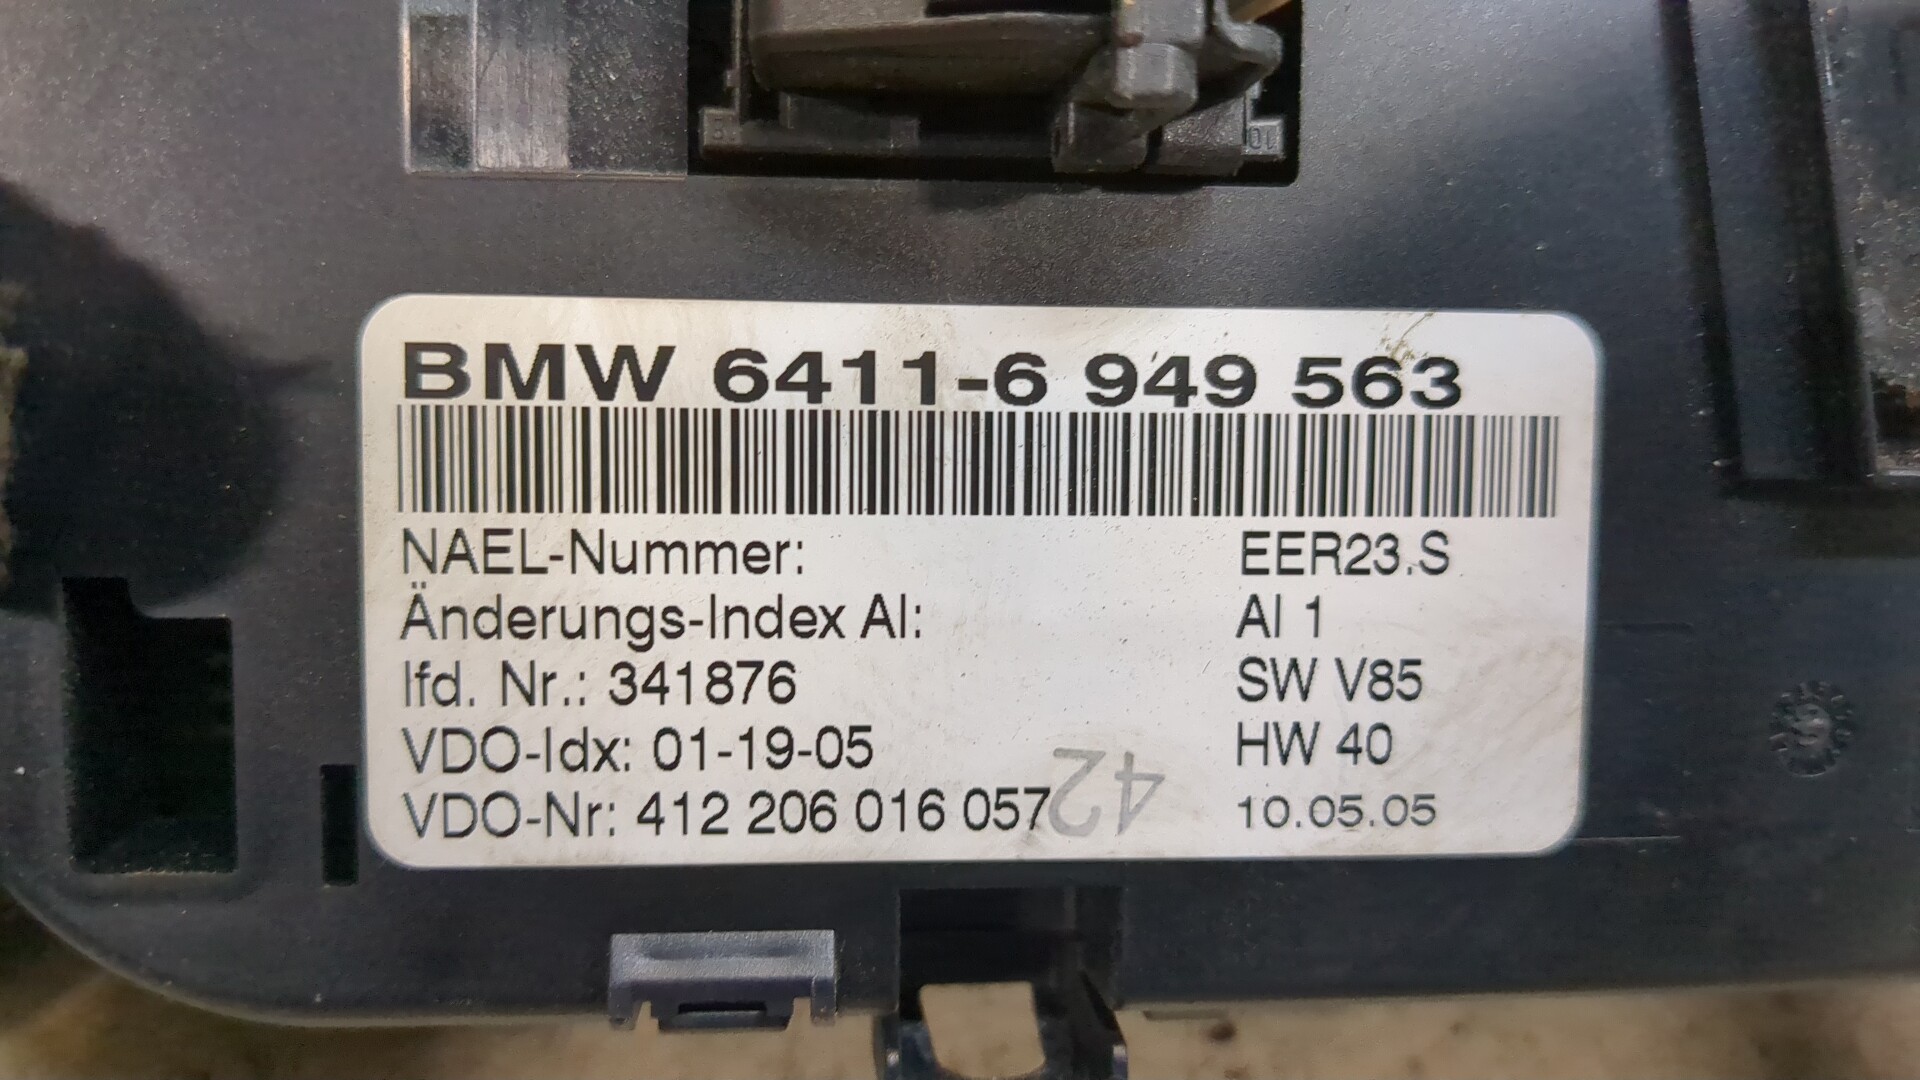 BMW 6411-6 949 563
NAEL-Nummer: EER23.S
Änderungs-Index AI: AI 1
lfd. Nr.: 341876 SW V85
VDO-Idx: 01-19-05 HW 40
VDO-Nr: 412 206 016 057 10.05.05
42